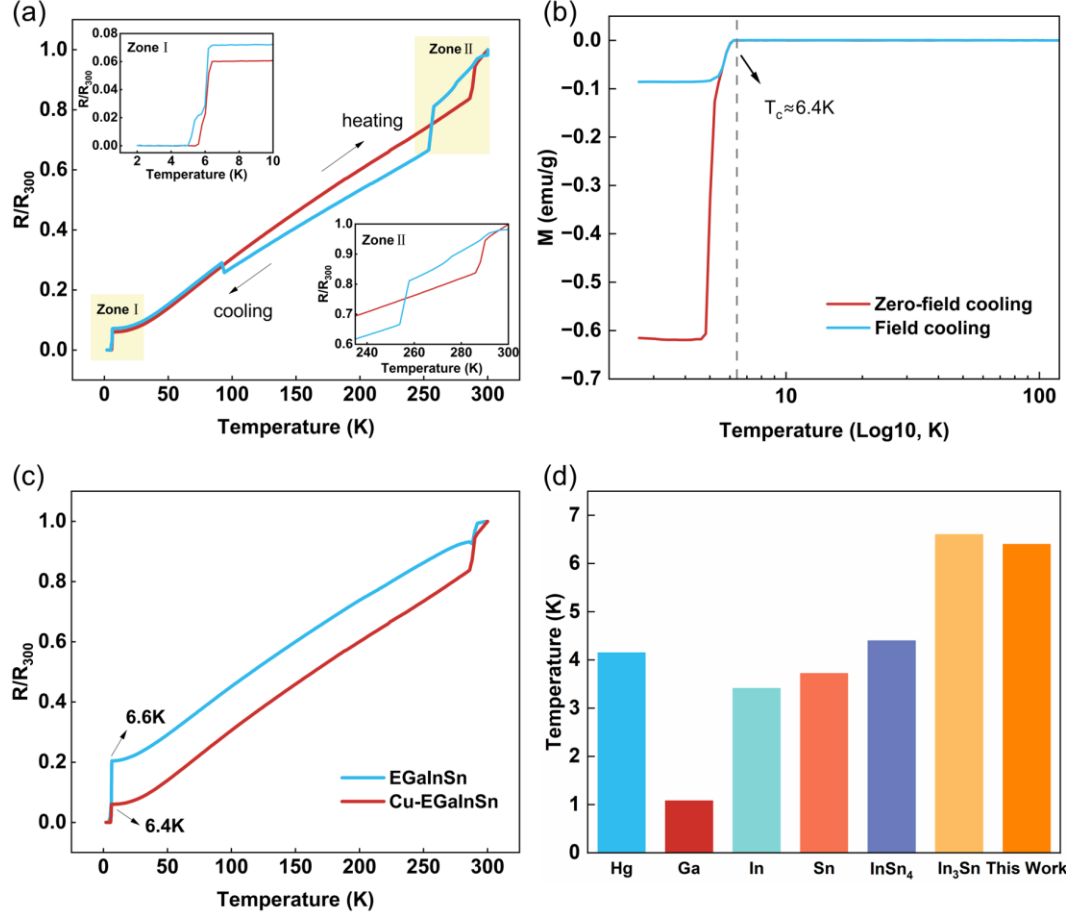 (a)
1.0
0.8
0.6
0.4
0.2
0.0
R/R300
0
50
100
150
200
250
300
Temperature (K)
Zone Ⅰ
Zone Ⅱ
heating
cooling
Zone Ⅰ
0.08
0.06
0.04
0.02
0.00
R/R300
2
4
6
8
10
Temperature (K)
Zone Ⅱ
1.0
0.9
0.8
0.7
0.6
R/R300
240
260
280
300
Temperature (K)
(b)
0.0
−0.1
−0.2
−0.3
−0.4
−0.5
−0.6
−0.7
M (emu/g)
Tc≈6.4K
Zero-field cooling
Field cooling
10
100
Temperature (Log10, K)
(c)
1.0
0.8
0.6
0.4
0.2
0.0
R/R300
6.6K
6.4K
EGaInSn
Cu-EGaInSn
0
50
100
150
200
250
300
Temperature (K)
(d)
7
6
5
4
3
2
1
0
Temperature (K)
Hg
Ga
In
Sn
InSn4
In3Sn
This Work